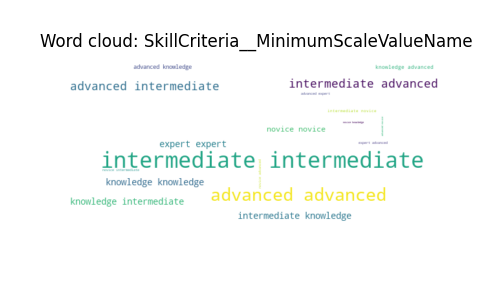 Word cloud: SkillCriteria__MinimumScaleValueName
advanced knowledge
knowledge advanced
advanced intermediate
intermediate advanced
advanced expert
intermediate novice
novice knowledge
novice novice
expert expert
expert advanced
intermediate intermediate
novice intermediate
knowledge knowledge
advanced advanced
knowledge intermediate
intermediate knowledge